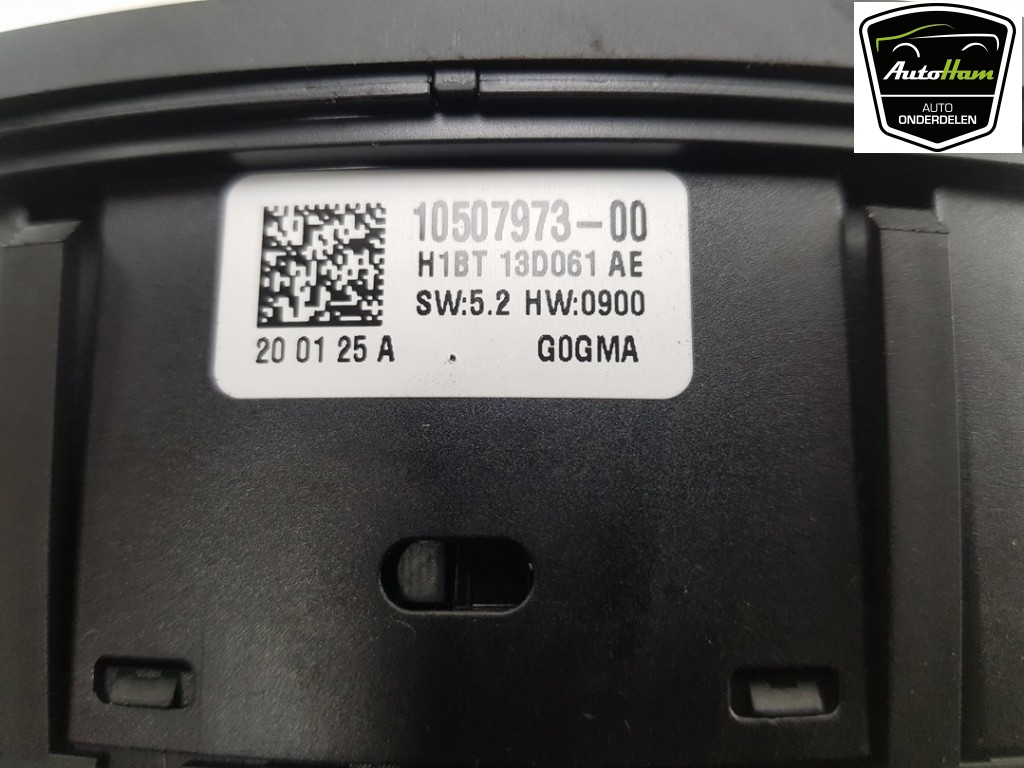 AutoHam
AUTO
ONDERDELEN
10507973-00
H1BT 13D061 AE
SW:5.2 HW:0900
20 01 25 A . G0GMA